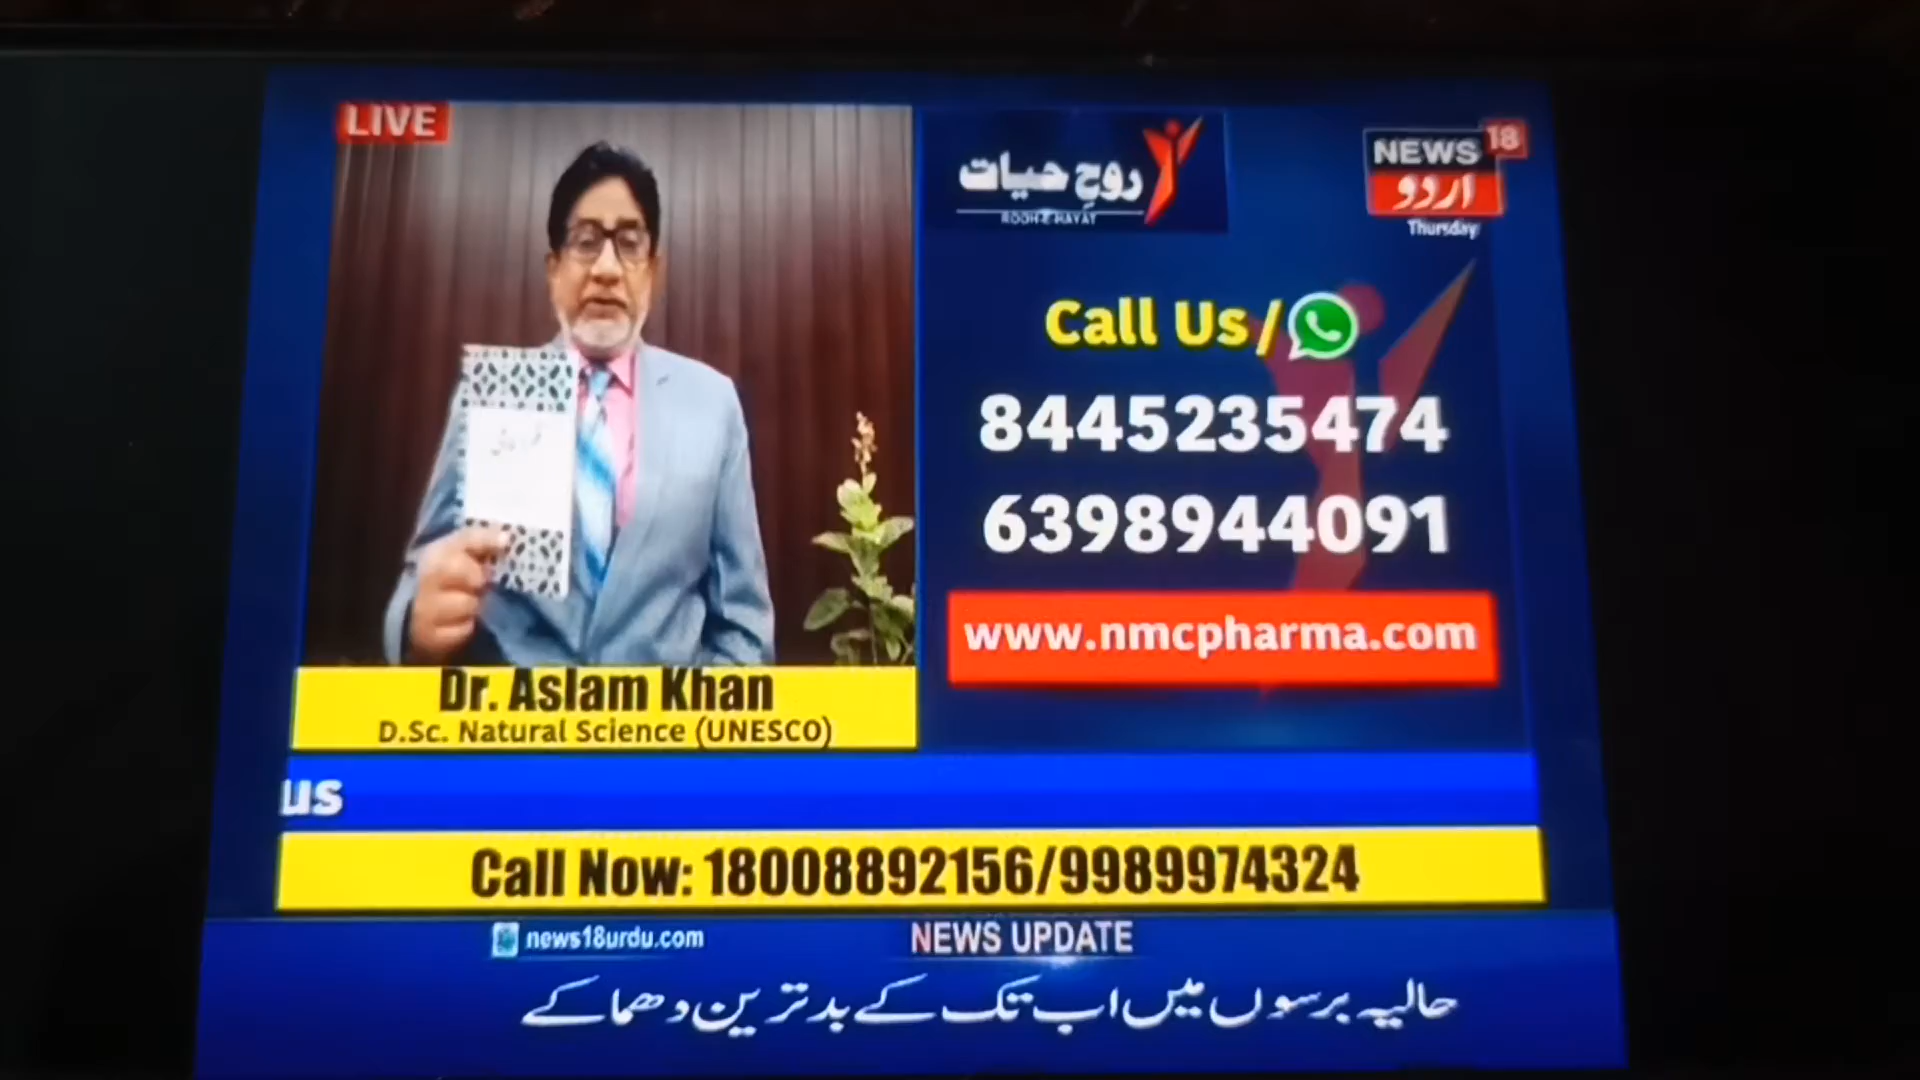 LIVE
روحِ حیات
ROOH-E-HAYAT
NEWS 18
اردو
Thursday
Call Us /
8445235474
6398944091
www.nmcpharma.com
Dr. Aslam Khan
D.Sc. Natural Science (UNESCO)
us
Call Now: 18008892156/9989974324
news18urdu.com
NEWS UPDATE
حالیہ برسوں میں اب تک کے بدترین دھماکے